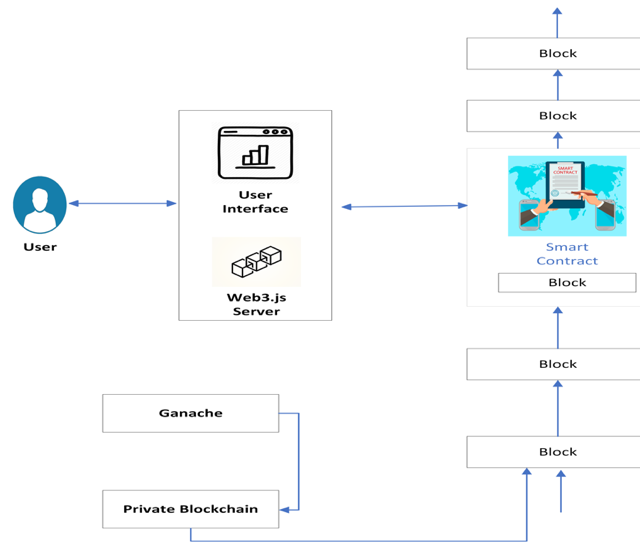 Block
Block
SMART
CONTRACT
User
Interface
User
Smart
Contract
Block
Web3.js
Server
Block
Ganache
Block
Private Blockchain